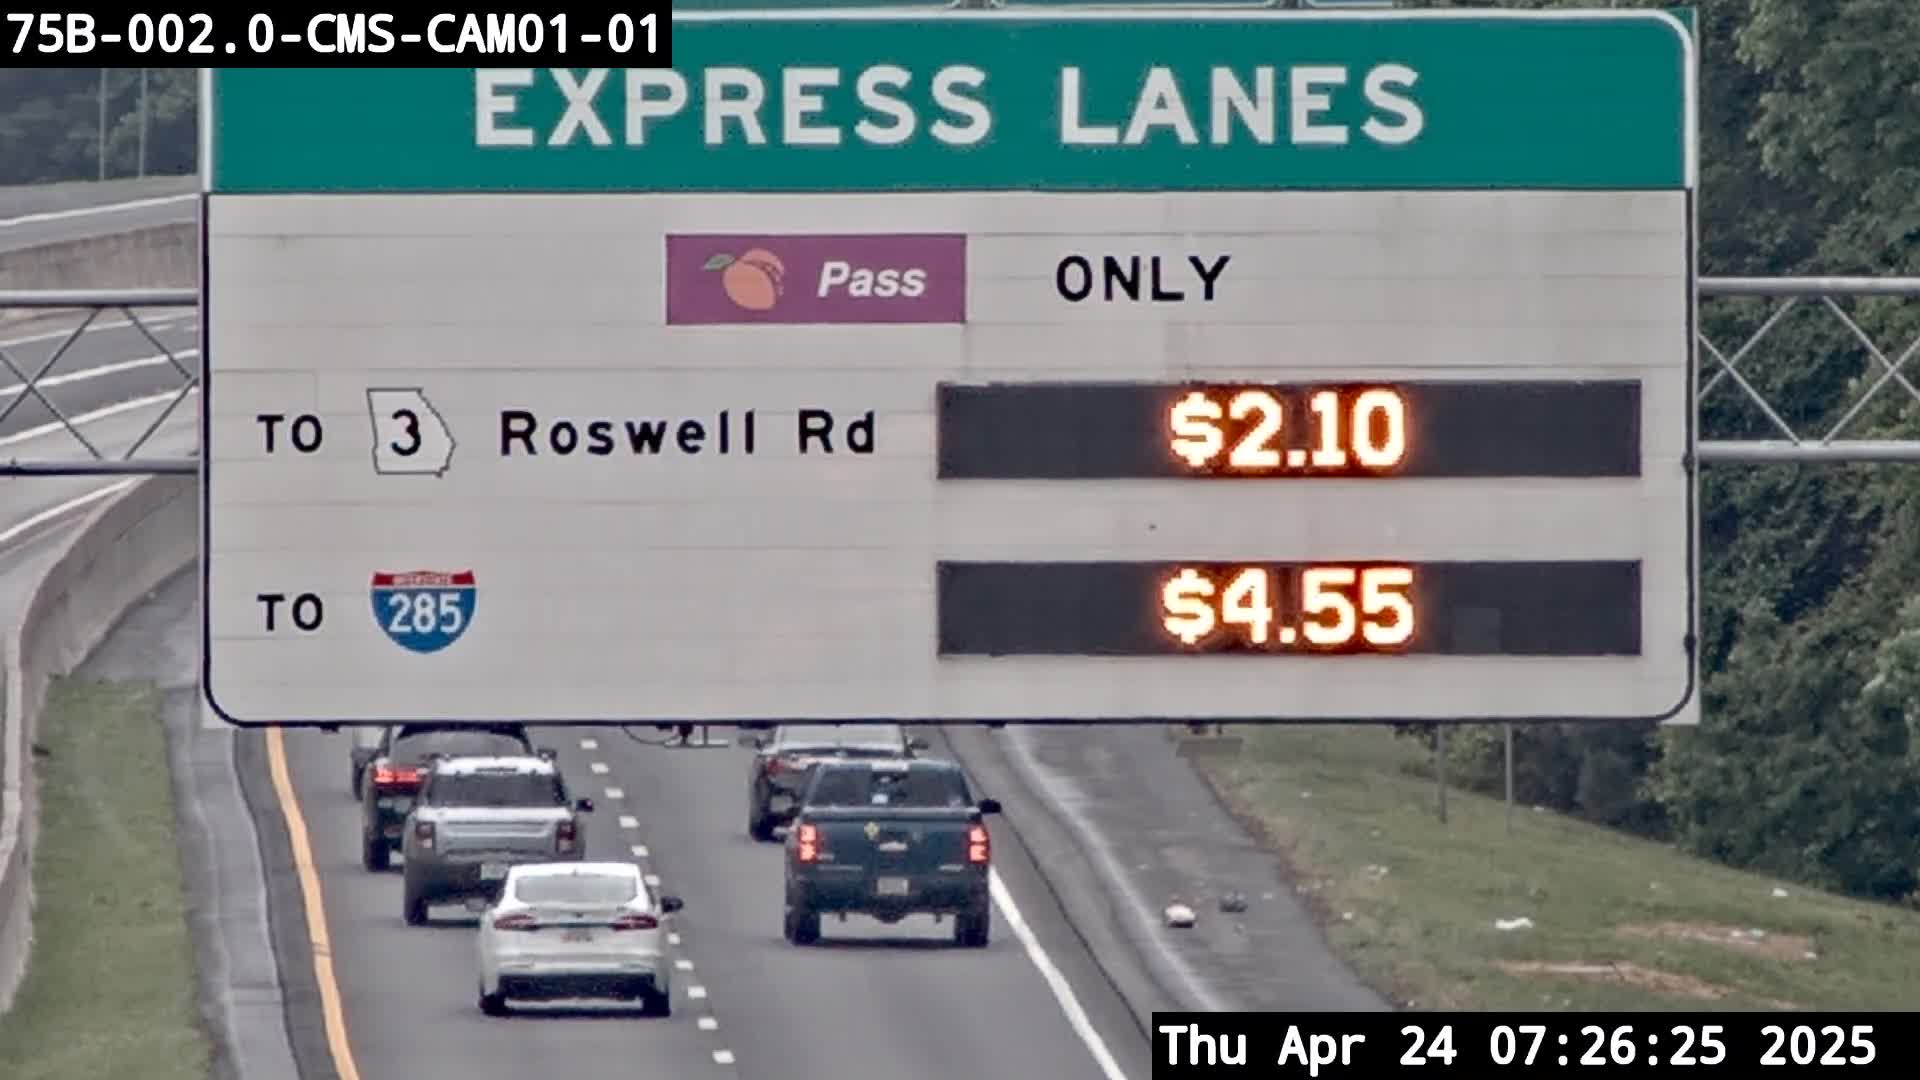 75B-002.0-CMS-CAM01-01
EXPRESS LANES
Pass ONLY
TO 3 Roswell Rd $2.10
TO INTERSTATE 285 $4.55
Thu Apr 24 07:26:25 2025